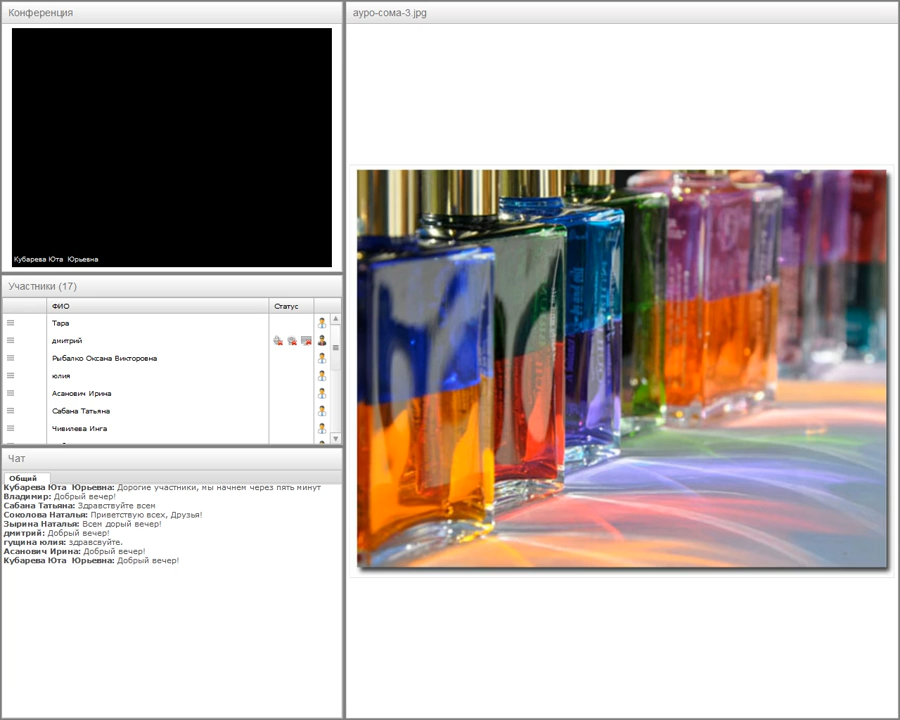 Конференция
Кубарева Юта Юрьевна
Участники (17)
ФИО Статус
Тара
дмитрий
Рыбалко Оксана Викторовна
юлия
Асанович Ирина
Сабана Татьяна
Чивилева Инга
Чат
Общий
Кубарева Юта Юрьевна: Дорогие участники, мы начнем через пять минут
Владимир: Добрый вечер!
Сабана Татьяна: Здравствуйте всем
Соколова Наталья: Приветствую всех, Друзья!
Зырина Наталья: Всем дорый вечер!
дмитрий: Добрый вечер!
гущина юлия: здравсвуйте.
Асанович Ирина: Добрый вечер!
Кубарева Юта Юрьевна: Добрый вечер!
ауро-сома-3.jpg